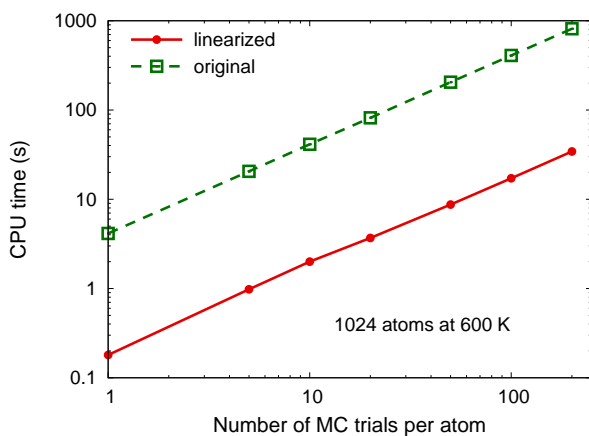 linearized
original
CPU time (s)
1000
100
10
1
0.1
1024 atoms at 600 K
1
10
100
Number of MC trials per atom